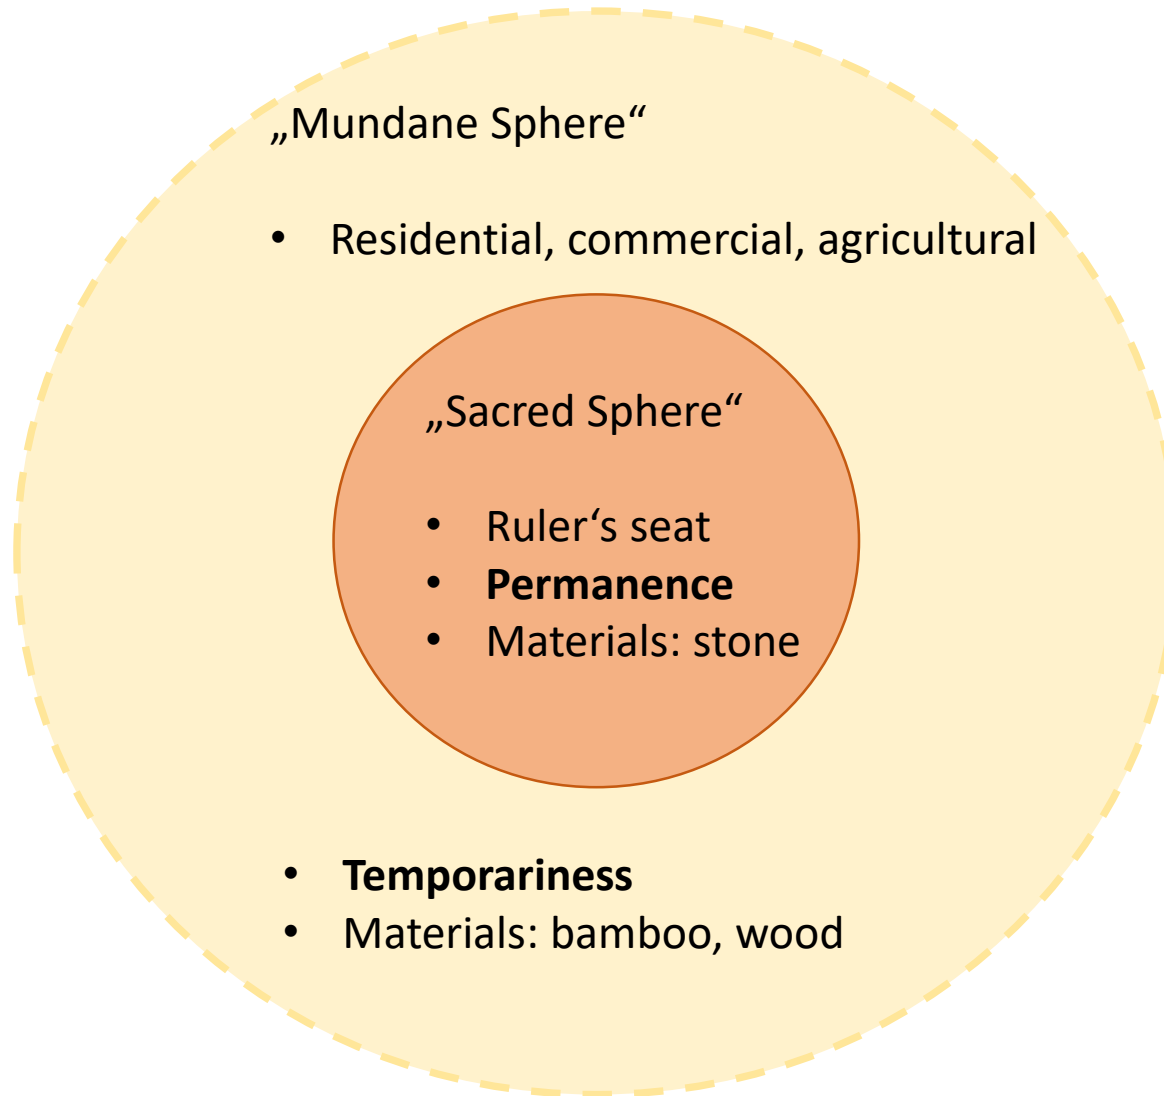 „Mundane Sphere“
• Residential, commercial, agricultural
„Sacred Sphere“
• Ruler‘s seat
• Permanence
• Materials: stone
• Temporariness
• Materials: bamboo, wood